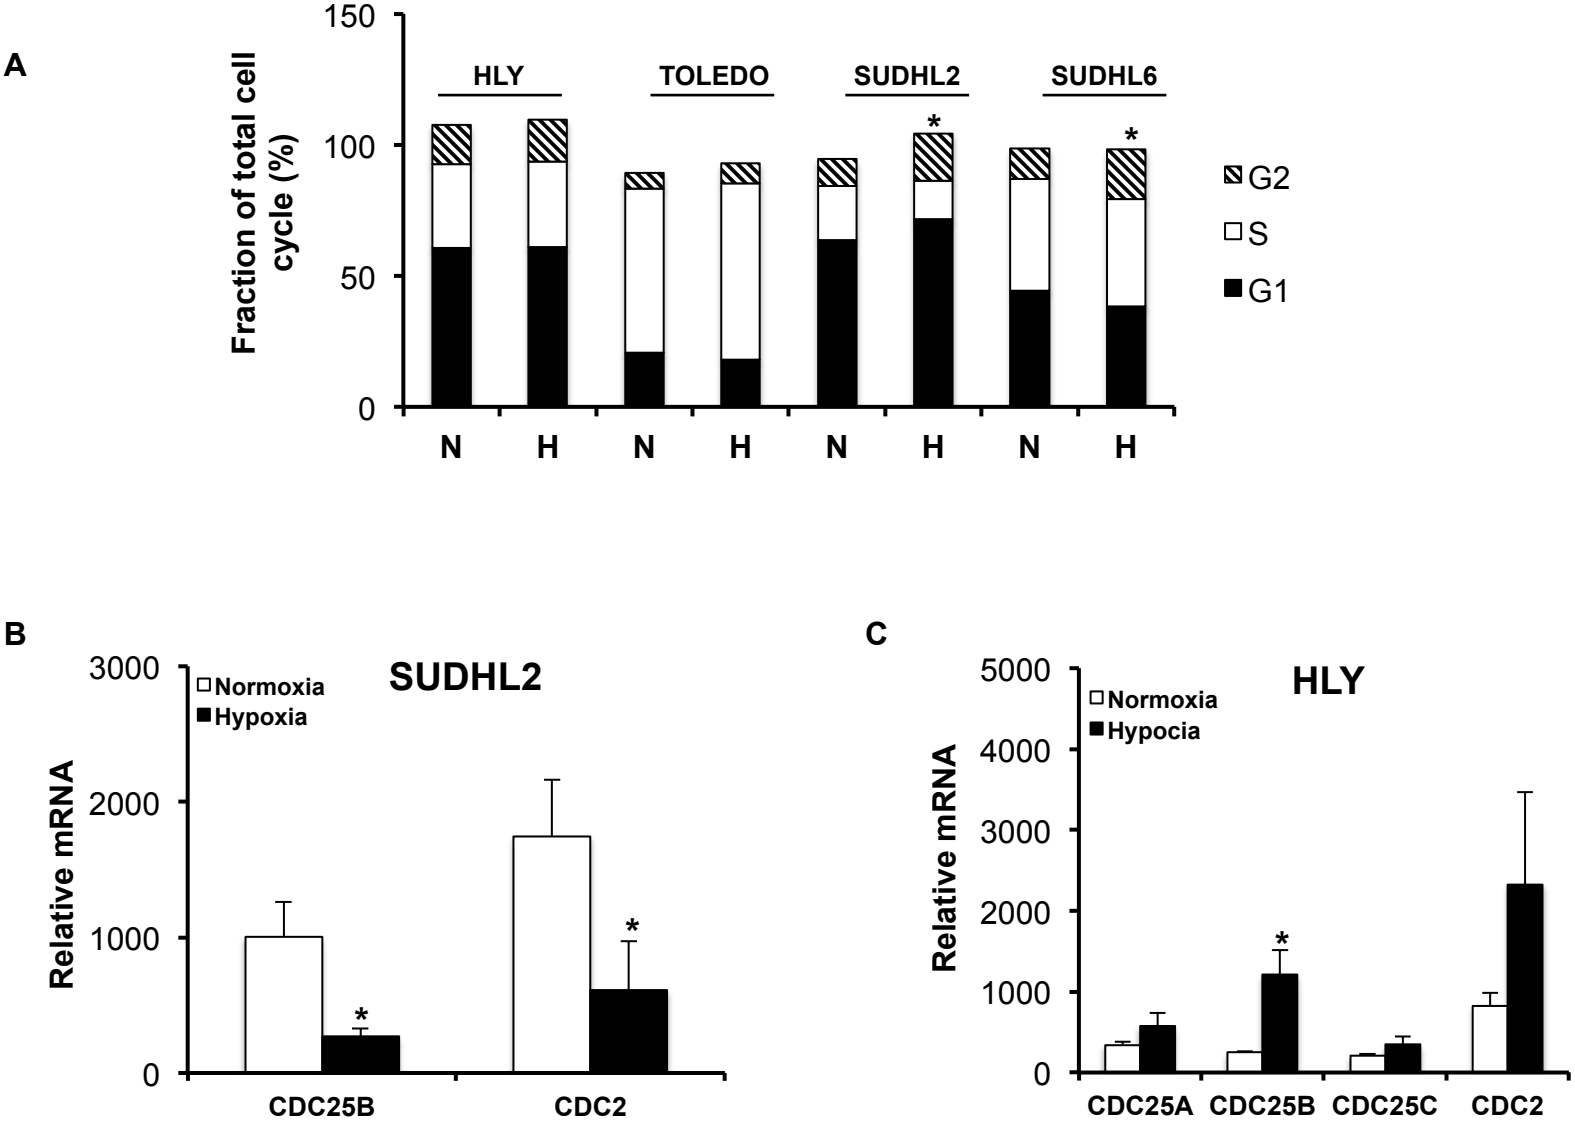 A
Fraction of total cell
cycle (%)
150
100
50
0
HLY
TOLEDO
SUDHL2
SUDHL6
*
*
N
H
N
H
N
H
N
H
G2
S
G1
B
SUDHL2
Normoxia
Hypoxia
Relative mRNA
3000
2000
1000
0
*
*
CDC25B
CDC2
C
HLY
Normoxia
Hypocia
Relative mRNA
5000
4000
3000
2000
1000
0
*
CDC25A
CDC25B
CDC25C
CDC2